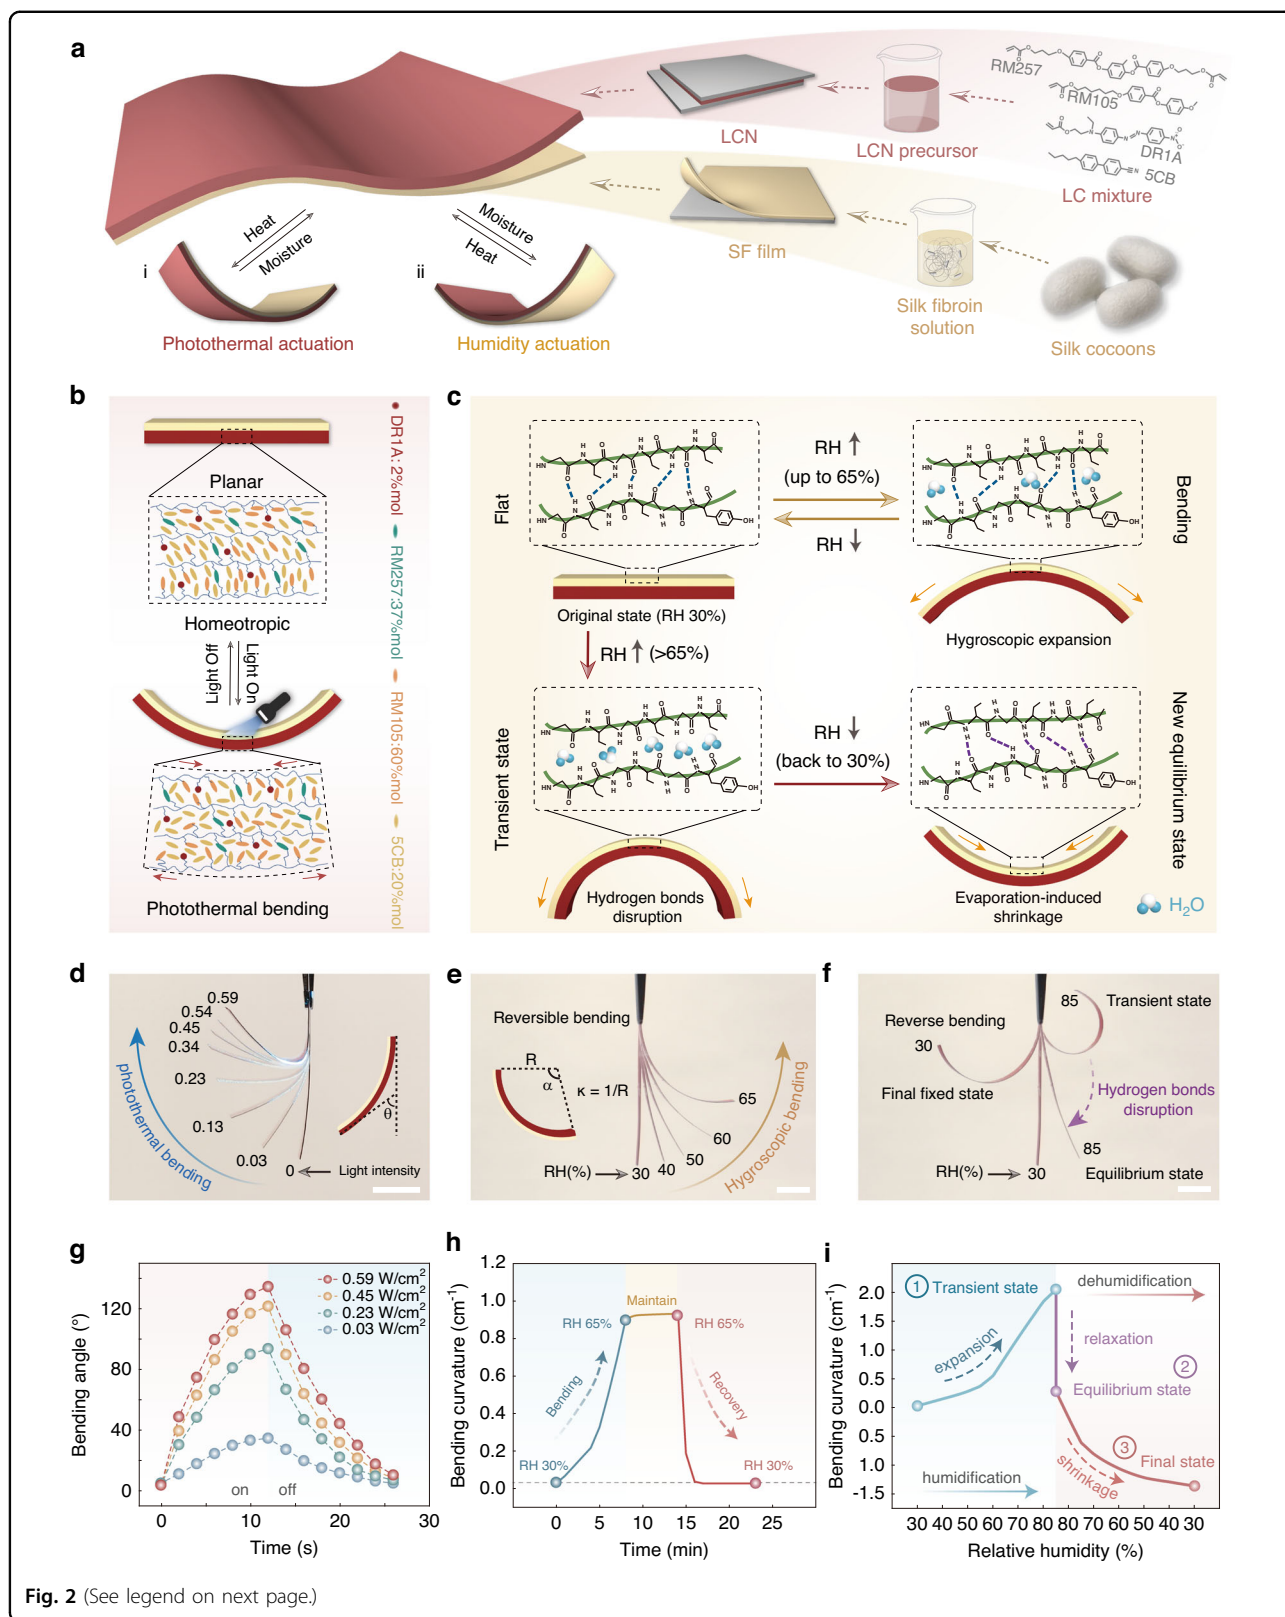 a
RM257
RM105
DR1A
5CB
LC mixture
LCN precursor
LCN
SF film
Silk fibroin
solution
Silk cocoons
Heat
Moisture
Moisture
Heat
i
ii
Photothermal actuation
Humidity actuation
b
Planar
Homeotropic
Light Off
Light On
Photothermal bending
DR1A: 2%mol
RM257:37%mol
RM105:60%mol
5CB:20%mol
c
Flat
RH
(up to 65%)
RH
Bending
Original state (RH 30%)
Hygroscopic expansion
RH (>65%)
Transient state
RH
(back to 30%)
New equilibrium state
Hydrogen bonds
disruption
Evaporation-induced
shrinkage
H2O
d
0.59
0.54
0.45
0.34
0.23
0.13
0.03
0
Light intensity
photothermal bending
θ
e
Reversible bending
R
α
κ = 1/R
65
60
50
40
30
RH(%)
Hygroscopic bending
f
85
Transient state
Reverse bending
30
Final fixed state
Hydrogen bonds
disruption
85
RH(%)
30
Equilibrium state
g
Bending angle (°)
120
80
40
0
0.59 W/cm2
0.45 W/cm2
0.23 W/cm2
0.03 W/cm2
on
off
0 10 20 30
Time (s)
h
Bending curvature (cm-1)
1.2
1.0
0.8
0.6
0.4
0.2
0.0
Maintain
RH 65%
RH 65%
Bending
Recovery
RH 30%
RH 30%
0 5 10 15 20 25
Time (min)
i
Bending curvature (cm-1)
2.0
1.5
1.0
0.5
0.0
0.5
-1.0
-1.5
1 Transient state
dehumidification
expansion
relaxation
2
Equilibrium state
3 Final state
shrinkage
humidification
30 40 50 60 70 80 80 70 60 50 40 30
Relative humidity (%)
Fig. 2 (See legend on next page.)